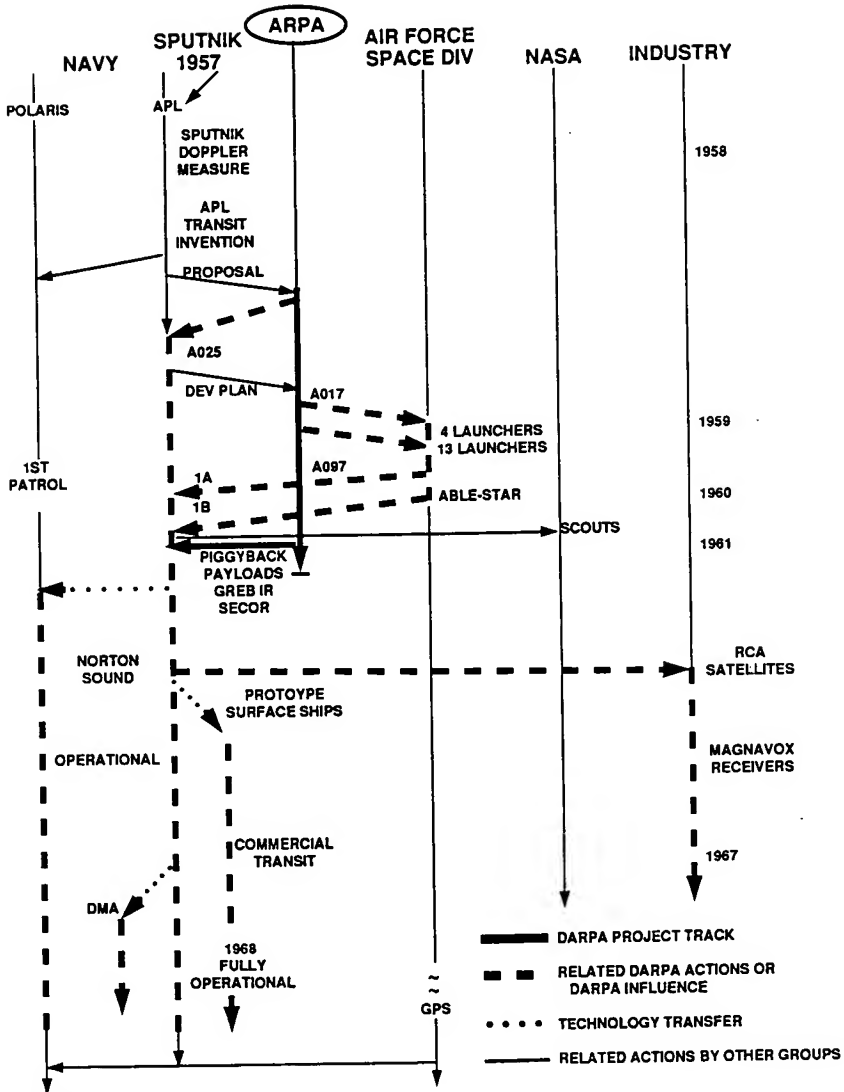 ARPA
SPUTNIK
1957
AIR FORCE
SPACE DIV
NAVY
NASA
INDUSTRY
POLARIS
APL
SPUTNIK
DOPPLER
MEASURE
1958
APL
TRANSIT
INVENTION
PROPOSAL
A025
DEV PLAN
A017
4 LAUNCHERS
13 LAUNCHERS
1959
1ST
PATROL
1A
A097
1B
ABLE-STAR
1960
SCOUTS
1961
PIGGYBACK
PAYLOADS
GREB IR
SECOR
NORTON
SOUND
RCA
SATELLITES
PROTOYPE
SURFACE SHIPS
OPERATIONAL
MAGNAVOX
RECEIVERS
COMMERCIAL
TRANSIT
1967
DMA
1968
FULLY
OPERATIONAL
~
~
GPS
DARPA PROJECT TRACK
RELATED DARPA ACTIONS OR
DARPA INFLUENCE
TECHNOLOGY TRANSFER
RELATED ACTIONS BY OTHER GROUPS